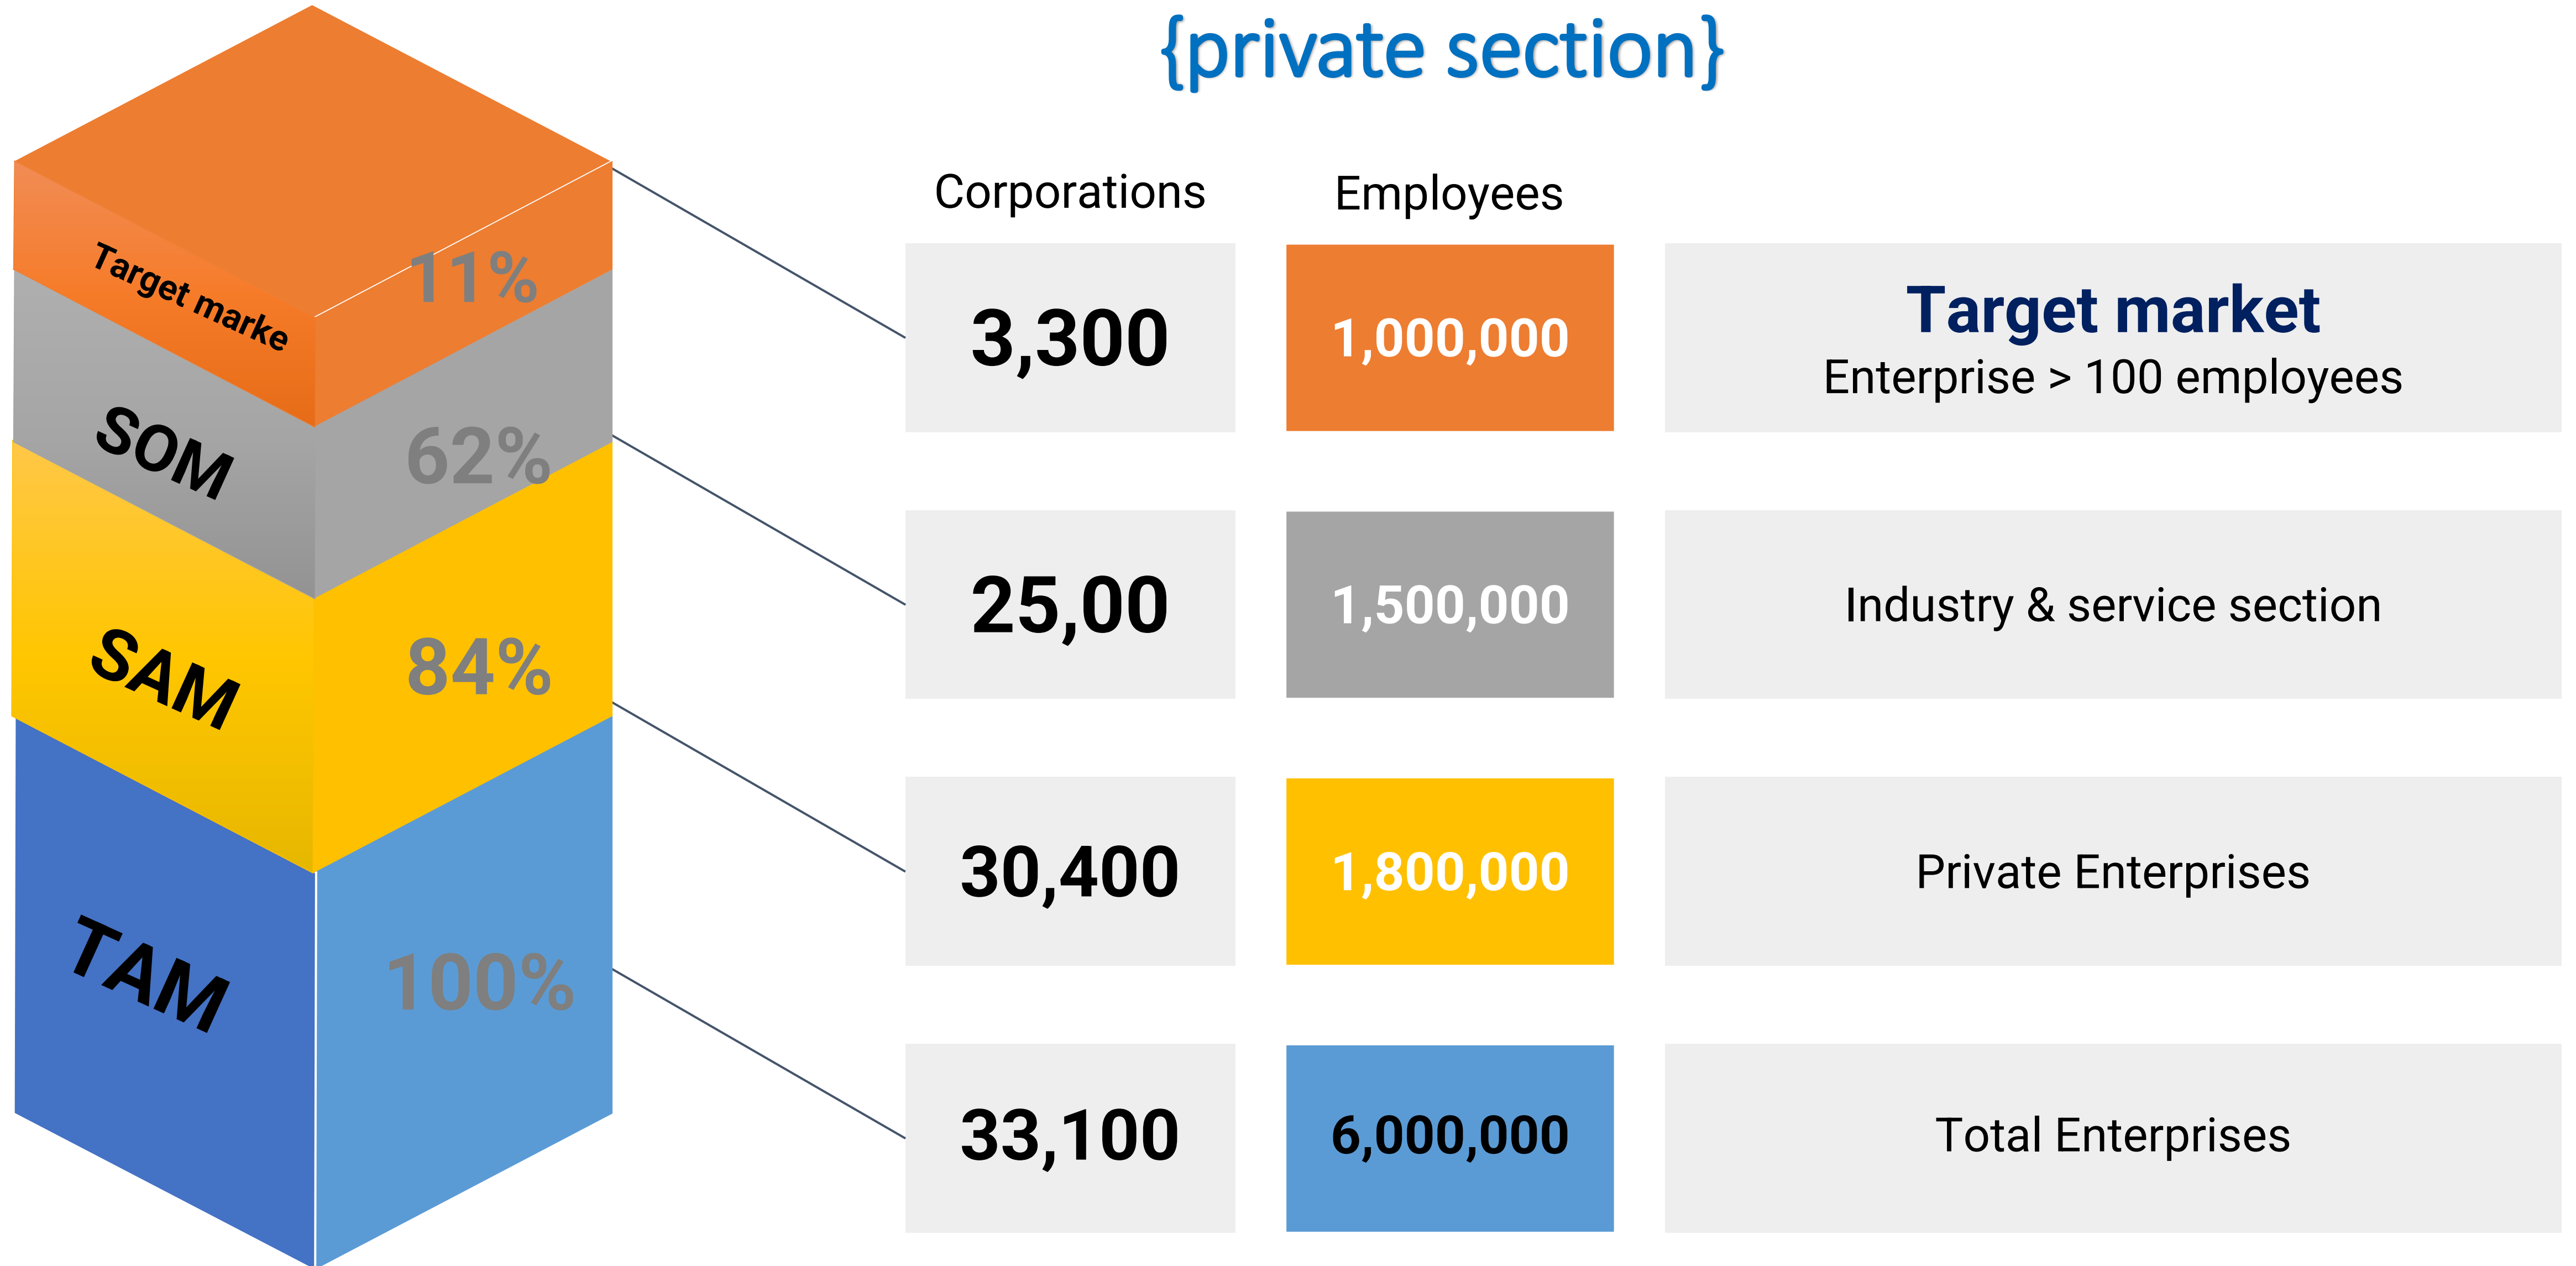 {private section}
Corporations
Employees
Target marke
11%
3,300
1,000,000
Target market
Enterprise > 100 employees
SOM
62%
25,00
1,500,000
Industry & service section
SAM
84%
30,400
1,800,000
Private Enterprises
TAM
100%
33,100
6,000,000
Total Enterprises